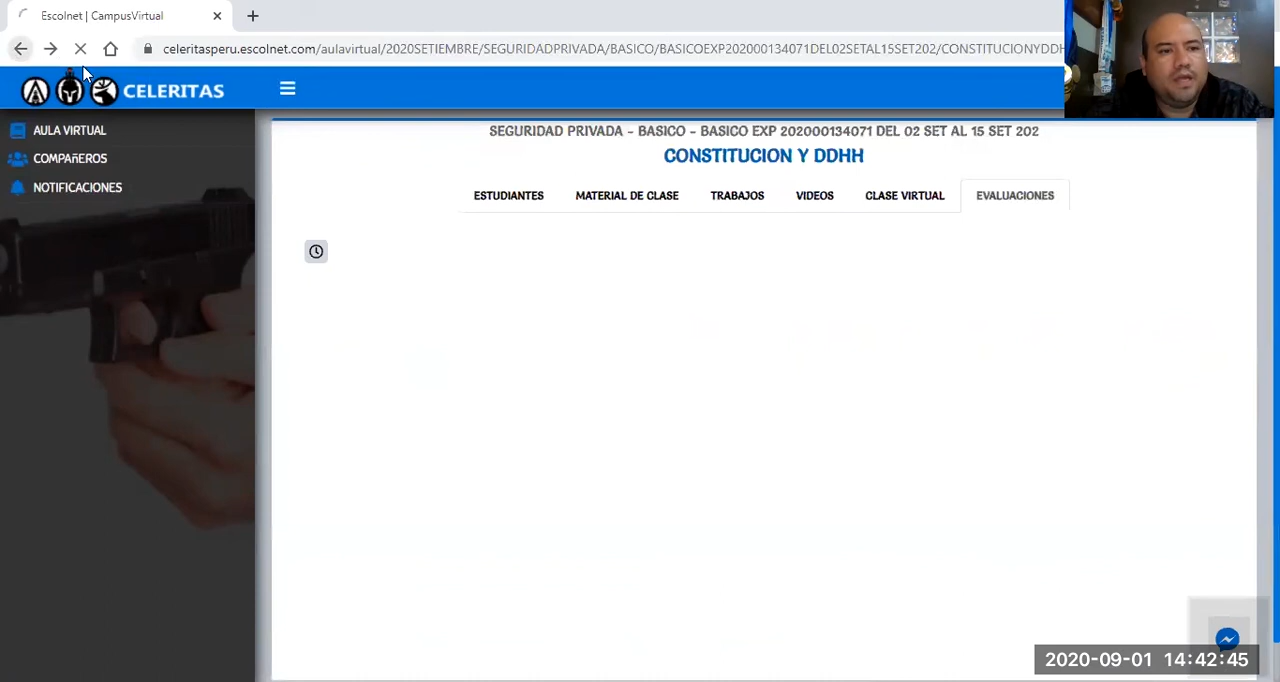 Escolnet | CampusVirtual
celeritasperu.escolnet.com/aulavirtual/2020SETIEMBRE/SEGURIDADPRIVADA/BASICO/BASICOEXP202000134071DEL02SETAL15SET202/CONSTITUCIONYDDH
CELERITAS
AULA VIRTUAL
COMPAÑEROS
NOTIFICACIONES
SEGURIDAD PRIVADA - BASICO - BASICO EXP 202000134071 DEL 02 SET AL 15 SET 202
CONSTITUCION Y DDHH
ESTUDIANTES MATERIAL DE CLASE TRABAJOS VIDEOS CLASE VIRTUAL EVALUACIONES
2020-09-01 14:42:45